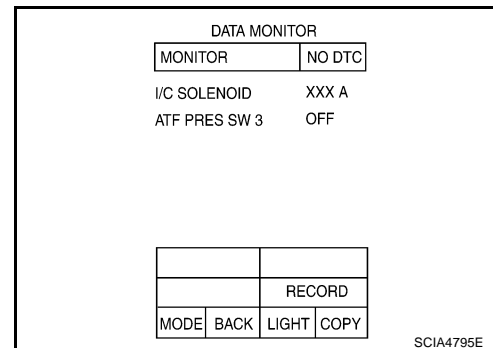 DATA MONITOR
MONITOR NO DTC
I/C SOLENOID XXX A
ATF PRES SW 3 OFF
RECORD
MODE BACK LIGHT COPY
SCIA4795E